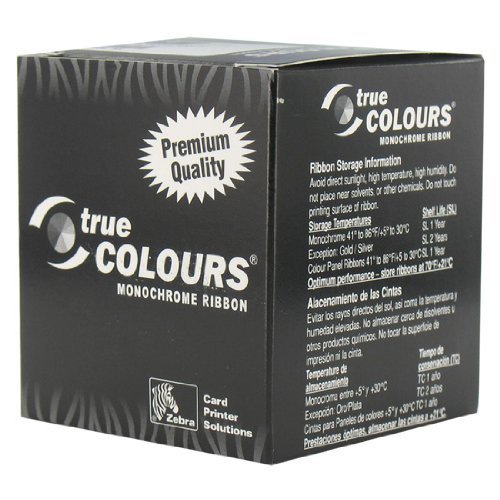 Premium
Quality
true
COLOURS®
MONOCHROME RIBBON
Zebra
Card
Printer
Solutions
true
COLOURS®
MONOCHROME RIBBON
Ribbon Storage Information
Avoid direct sunlight, high temperature, high humidity. Do
not place near solvents, or other chemicals. Do not touch
printing surface of ribbon.
Storage Temperatures Shelf Life (SL)
Monochrome 41° to 86°F/+5° to 30°C SL 1 Year
Exception: Gold / Silver SL 2 Years
Colour Panel Ribbons 41° to 86°F/+5 to 30°C SL 1 Year
Optimum performance - store ribbons at 70°F/+21°C
Alacenamiento de las Cintas
Evitar los rayos directos del sol, asi como la temperatura y
humedad elevadas. No almacenar cerca de disolventes u
otros productos químicos. No tocar la superficie de
impresión ni la cinta.
Temperatura de Tiempo de
almacenamiento conservación (TC)
Monocroma entre +5° y +30°C TC 1 año
Excepción: Oro/Plata TC 2 años
Cintas para Paneles de colores +5° y 30°C TC 1 año
Prestaciones óptimas, almacenar las cintas a +21°C.